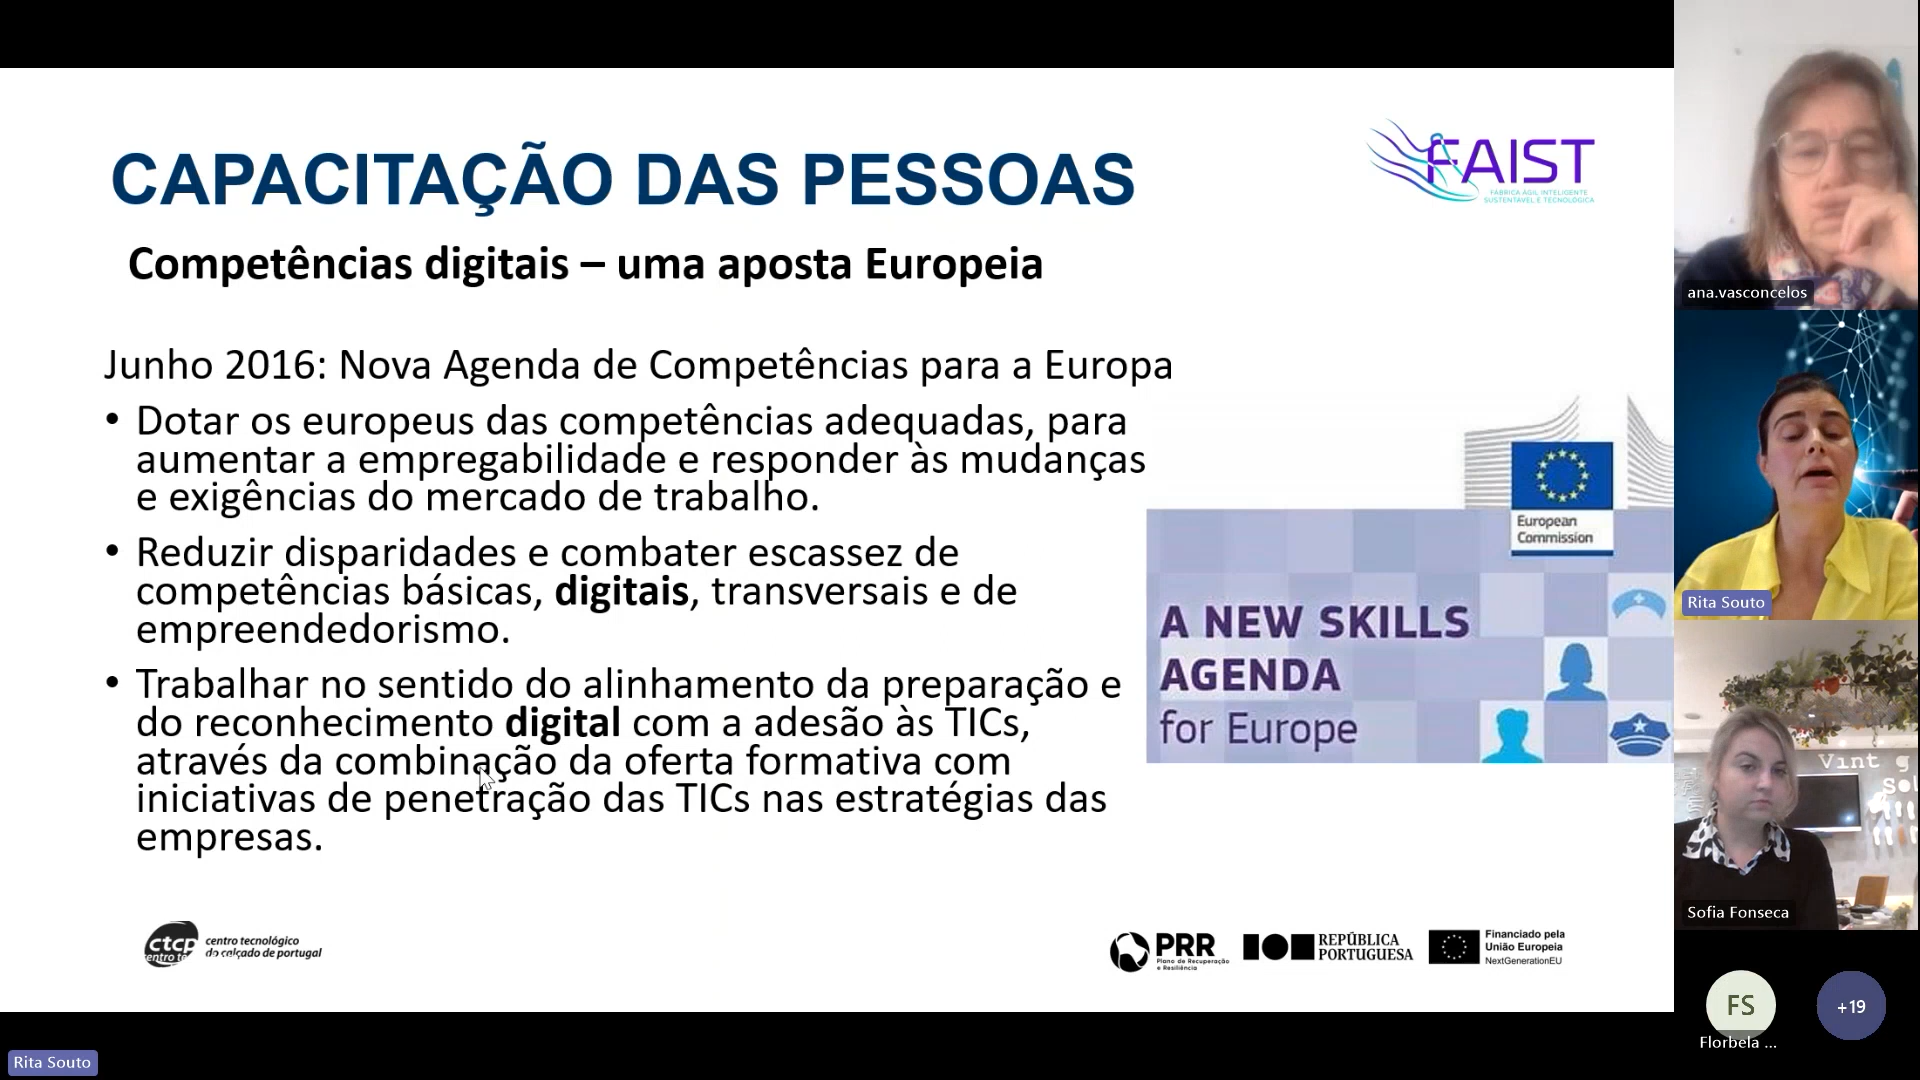 CAPACITAÇÃO DAS PESSOAS
FAIST
FÁBRICA ÁGIL INTELIGENTE
SUSTENTÁVEL E TECNOLÓGICA
Competências digitais – uma aposta Europeia
Junho 2016: Nova Agenda de Competências para a Europa
• Dotar os europeus das competências adequadas, para
aumentar a empregabilidade e responder às mudanças
e exigências do mercado de trabalho.
• Reduzir disparidades e combater escassez de
competências básicas, digitais, transversais e de
empreendedorismo.
• Trabalhar no sentido do alinhamento da preparação e
do reconhecimento digital com a adesão às TICs,
através da combinação da oferta formativa com
iniciativas de penetração das TICs nas estratégias das
empresas.
European
Commission
A NEW SKILLS
AGENDA
for Europe
ctcp
centro tecnológico
do calçado de portugal
PRR
Plano de Recuperação
e Resiliência
REPÚBLICA
PORTUGUESA
Financiado pela
União Europeia
NextGenerationEU
ana.vasconcelos
Rita Souto
Vint g
Sol
Sofia Fonseca
FS
+19
Florbela ...
Rita Souto